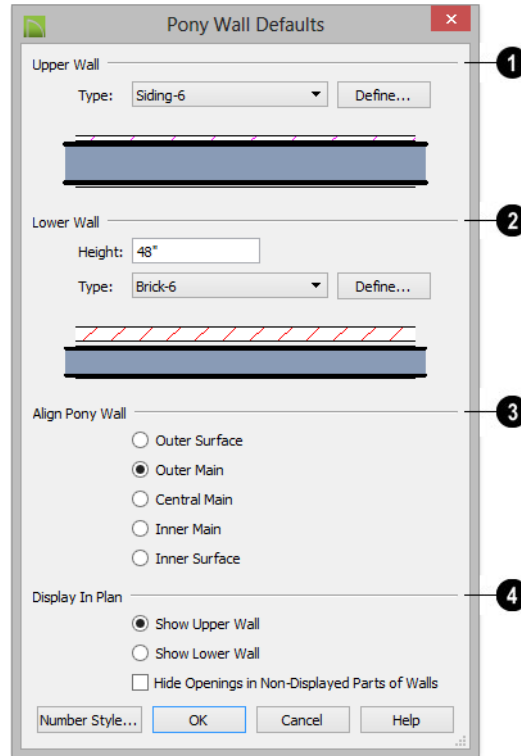 Pony Wall Defaults
x
Upper Wall
1
Type: Siding-6 Define...
Lower Wall
2
Height: 48"
Type: Brick-6 Define...
Align Pony Wall
3
Outer Surface
Outer Main
Central Main
Inner Main
Inner Surface
Display In Plan
4
Show Upper Wall
Show Lower Wall
Hide Openings in Non-Displayed Parts of Walls
Number Style... OK Cancel Help